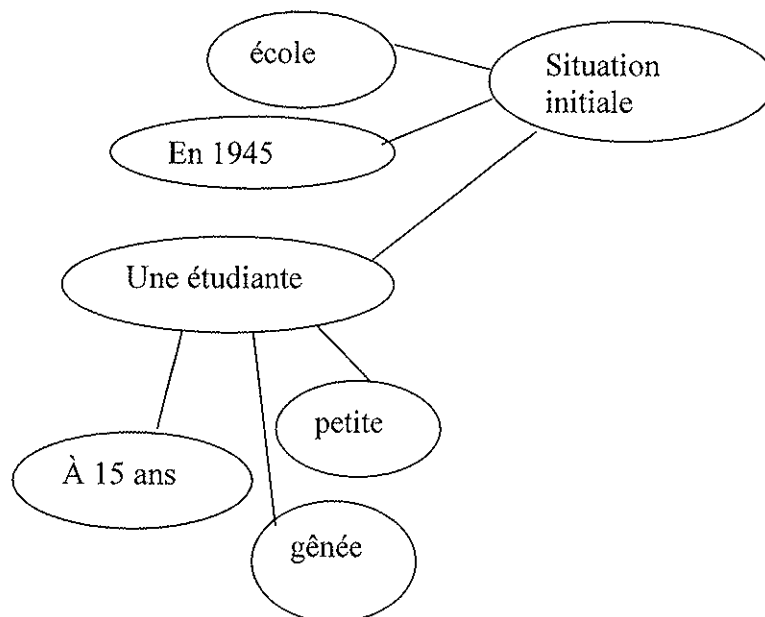 école
Situation
initiale
En 1945
Une étudiante
petite
À 15 ans
gênée